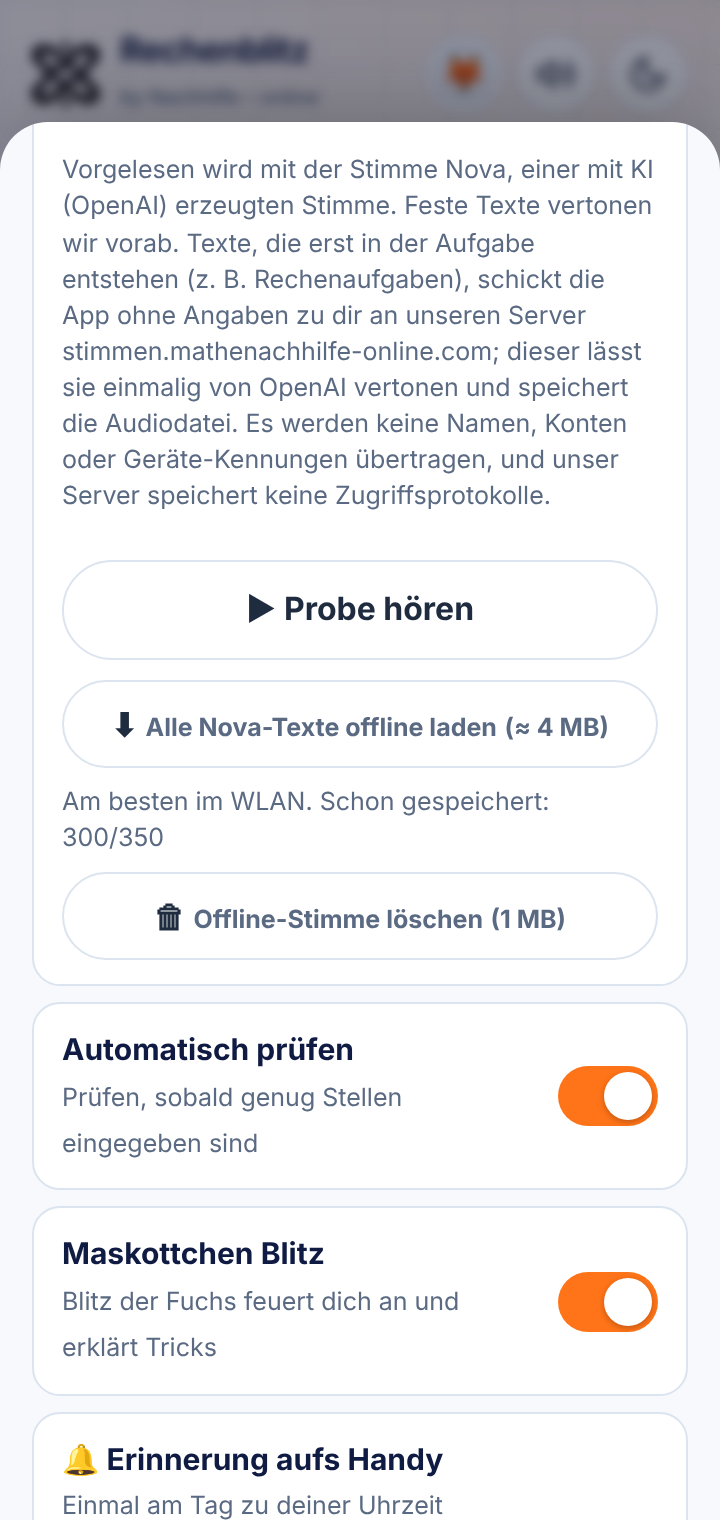 Rechenblitz
Vorgelesen wird mit der Stimme Nova, einer mit KI
(OpenAI) erzeugten Stimme. Feste Texte vertonen
wir vorab. Texte, die erst in der Aufgabe
entstehen (z. B. Rechenaufgaben), schickt die
App ohne Angaben zu dir an unseren Server
stimmen.mathenachhilfe-online.com; dieser lässt
sie einmalig von OpenAI vertonen und speichert
die Audiodatei. Es werden keine Namen, Konten
oder Geräte-Kennungen übertragen, und unser
Server speichert keine Zugriffsprotokolle.
▶ Probe hören
⬇ Alle Nova-Texte offline laden (≈ 4 MB)
Am besten im WLAN. Schon gespeichert:
300/350
🗑 Offline-Stimme löschen (1 MB)
Automatisch prüfen
Prüfen, sobald genug Stellen
eingegeben sind
Maskottchen Blitz
Blitz der Fuchs feuert dich an und
erklärt Tricks
🔔 Erinnerung aufs Handy
Einmal am Tag zu deiner Uhrzeit